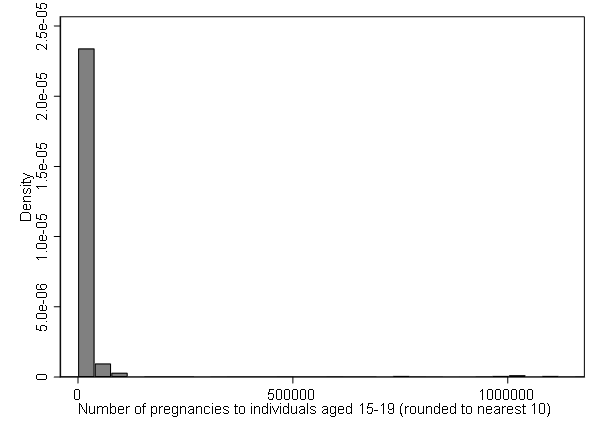 2.5e-05
2.0e-05
1.5e-05
1.0e-05
5.0e-06
0
Density
0
500000
1000000
Number of pregnancies to individuals aged 15-19 (rounded to nearest 10)